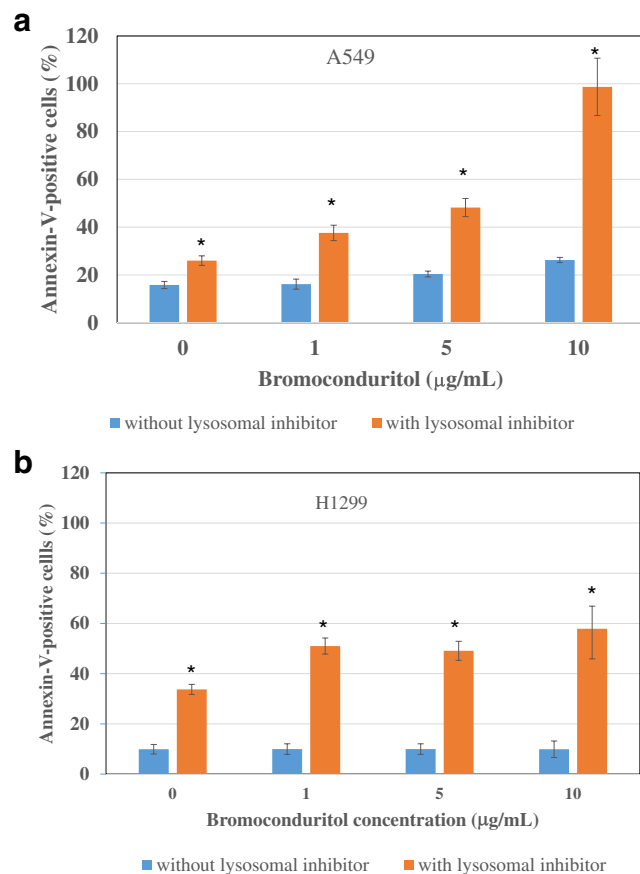 a
A549
Annexin-V-positive cells (%)
120
100
80
60
40
20
0
* * * *
0 1 5 10
Bromoconduritol (μg/mL)
without lysosomal inhibitor with lysosomal inhibitor
b
H1299
Annexin-V-positive cellls (%)
120
100
80
60
40
20
0
* * * *
0 1 5 10
Bromoconduritol concentration (μg/mL)
without lysosomal inhibitor with lysosomal inhibitor